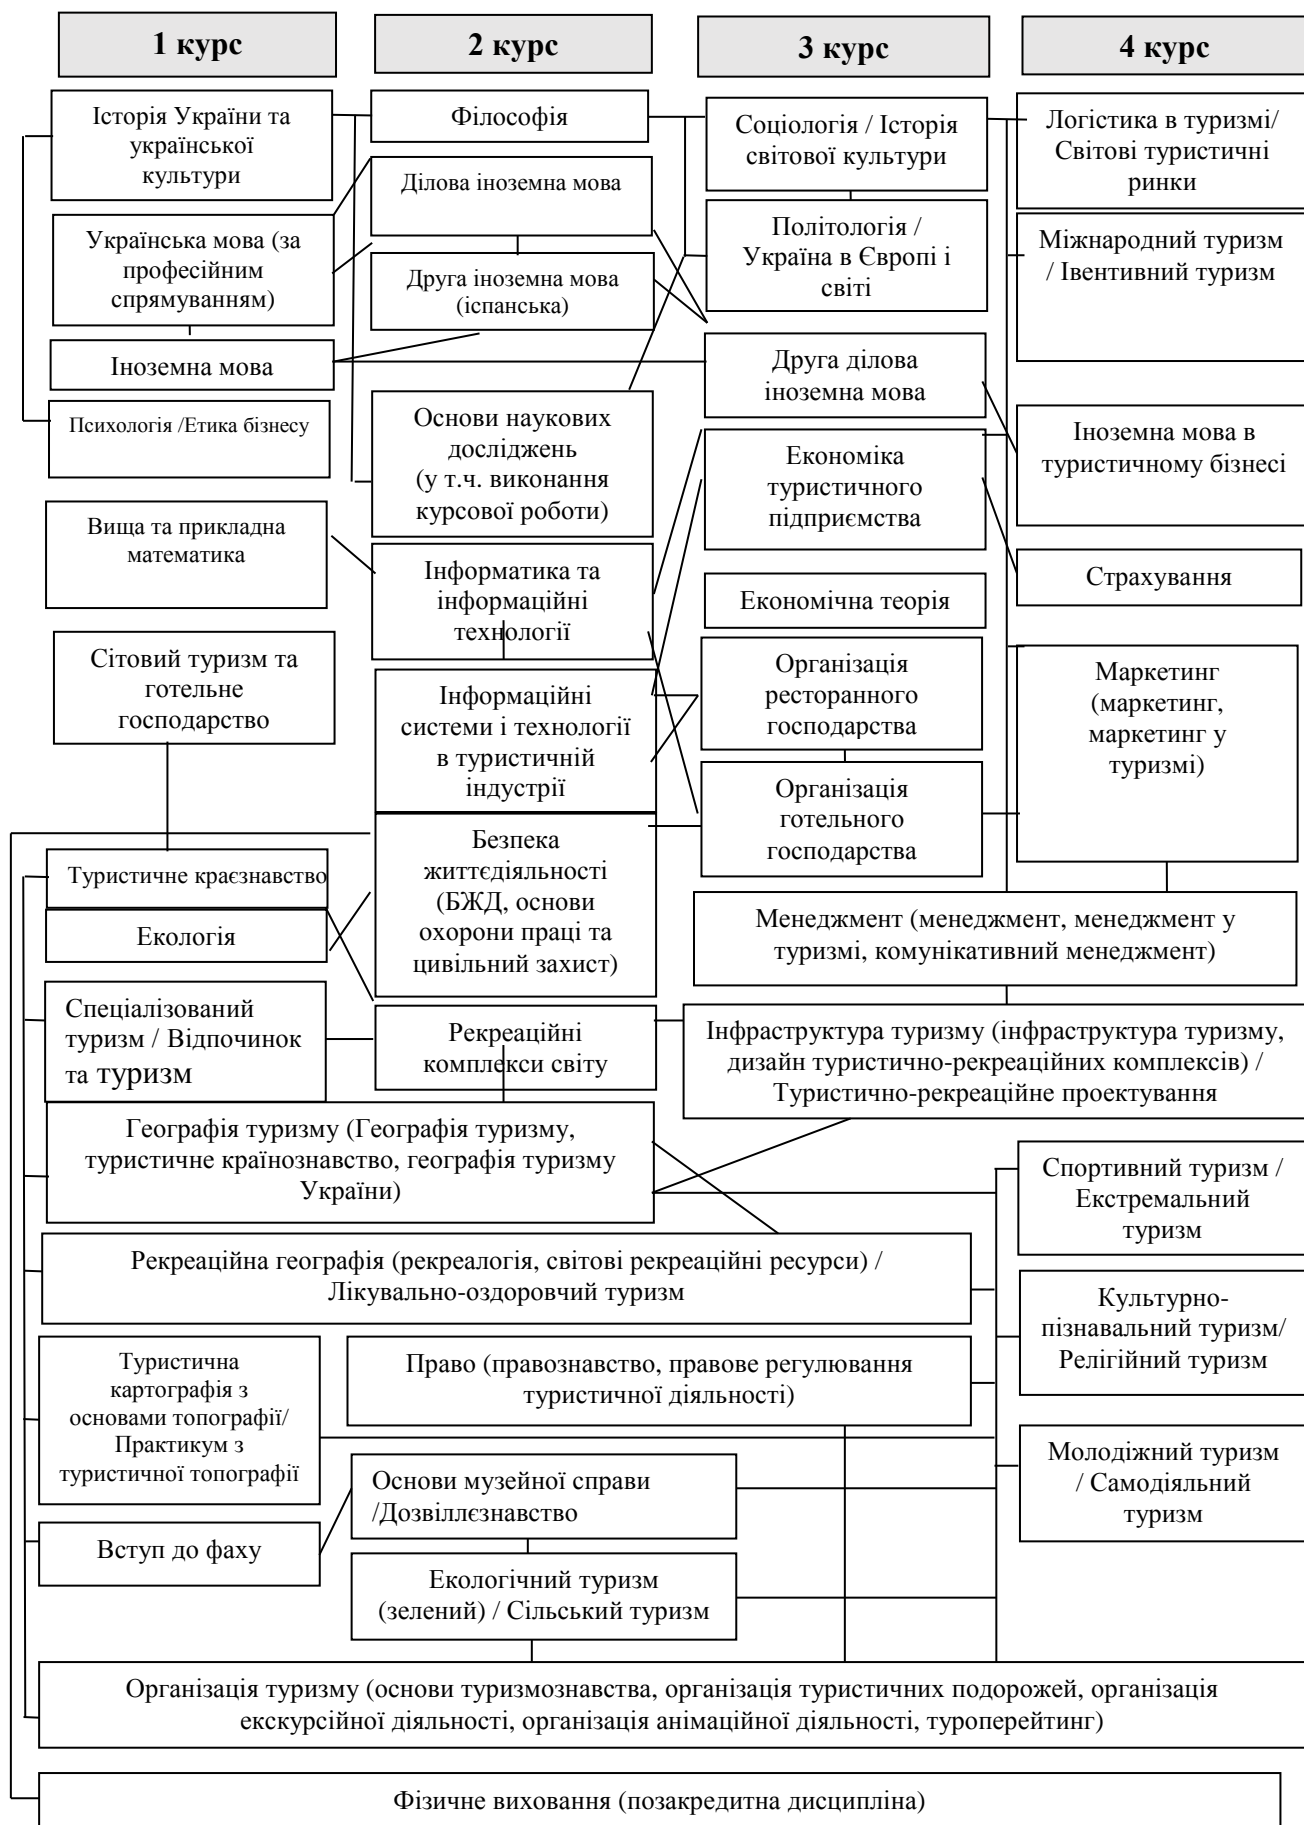 1 курс
2 курс
3 курс
4 курс
Історія України та
української
культури
Філософія
Соціологія / Історія
світової культури
Логістика в туризмі/
Світові туристичні
ринки
Українська мова (за
професійним
спрямуванням)
Ділова іноземна мова
Політологія /
Україна в Європі і
світі
Міжнародний туризм
/ Івентивний туризм
Друга іноземна мова
(іспанська)
Іноземна мова
Друга ділова
іноземна мова
Психологія /Етика бізнесу
Основи наукових
досліджень
(у т.ч. виконання
курсової роботи)
Економіка
туристичного
підприємства
Іноземна мова в
туристичному бізнесі
Вища та прикладна
математика
Інформатика та
інформаційні
технології
Економічна теорія
Страхування
Сітовий туризм та
готельне
господарство
Інформаційні
системи і технології
в туристичній
індустрії
Організація
ресторанного
господарства
Маркетинг
(маркетинг,
маркетинг у
туризмі)
Організація
готельного
господарства
Туристичне краєзнавство
Безпека
життєдіяльності
(БЖД, основи
охорони праці та
цивільний захист)
Екологія
Менеджмент (менеджмент, менеджмент у
туризмі, комунікативний менеджмент)
Спеціалізований
туризм / Відпочинок
та туризм
Рекреаційні
комплекси світу
Інфраструктура туризму (інфраструктура туризму,
дизайн туристично-рекреаційних комплексів) /
Туристично-рекреаційне проектування
Географія туризму (Географія туризму,
туристичне країнознавство, географія туризму
України)
Спортивний туризм /
Екстремальний
туризм
Рекреаційна географія (рекреалогія, світові рекреаційні ресурси) /
Лікувально-оздоровчий туризм
Культурно-
пізнавальний туризм/
Релігійний туризм
Туристична
картографія з
основами топографії/
Практикум з
туристичної топографії
Право (правознавство, правове регулювання
туристичної діяльності)
Молодіжний туризм
/ Самодіяльний
туризм
Основи музейної справи
/Дозвіллєзнавство
Вступ до фаху
Екологічний туризм
(зелений) / Сільський туризм
Організація туризму (основи туризмознавства, організація туристичних подорожей, організація
екскурсійної діяльності, організація анімаційної діяльності, туроперейтинг)
Фізичне виховання (позакредитна дисципліна)